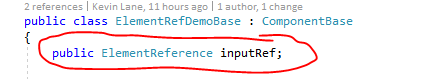 2 references | Kevin Lane, 11 hours ago | 1 author, 1 change
public class ElementRefDemoBase : ComponentBase
{
public ElementReference inputRef;